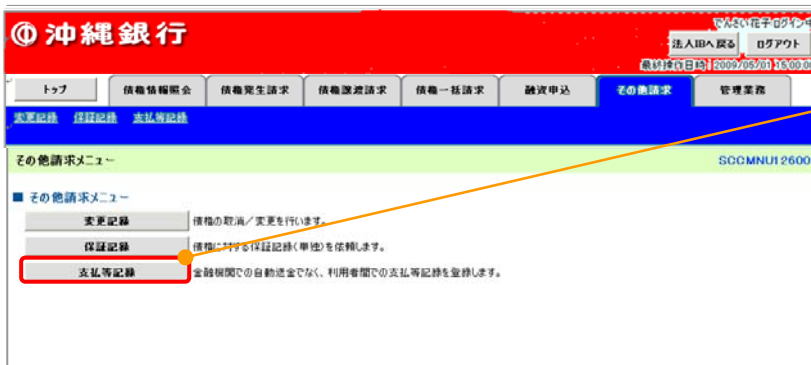 沖縄銀行
でんさい花子ログイン中
法人IBへ戻る ログアウト
最終操作日時:2009/05/01 15:00:00
トップ 債権情報照会 債権発生請求 債権譲渡請求 債権一括請求 融資申込 その他請求 管理業務
変更記録 保証記録 支払等記録
その他請求メニュー SCCMNU12600
■ その他請求メニュー
変更記録 債権の取消/変更を行います。
保証記録 債権に対する保証記録(単独)を依頼します。
支払等記録 金融機関での自動送金でなく、利用者間での支払等記録を登録します。